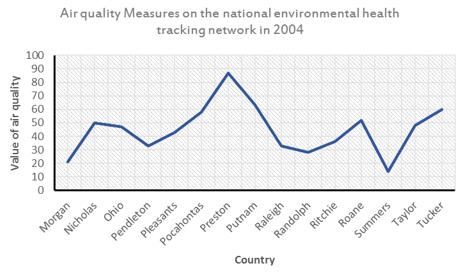 Air quality Measures on the national environmental health
tracking network in 2004
Value of air quality
100
90
80
70
60
50
40
30
20
10
0
Morgan
Nicholas
Ohio
Pendleton
Pleasants
Pocahontas
Preston
Putnam
Raleigh
Randolph
Ritchie
Roane
Summers
Taylor
Tucker
Country